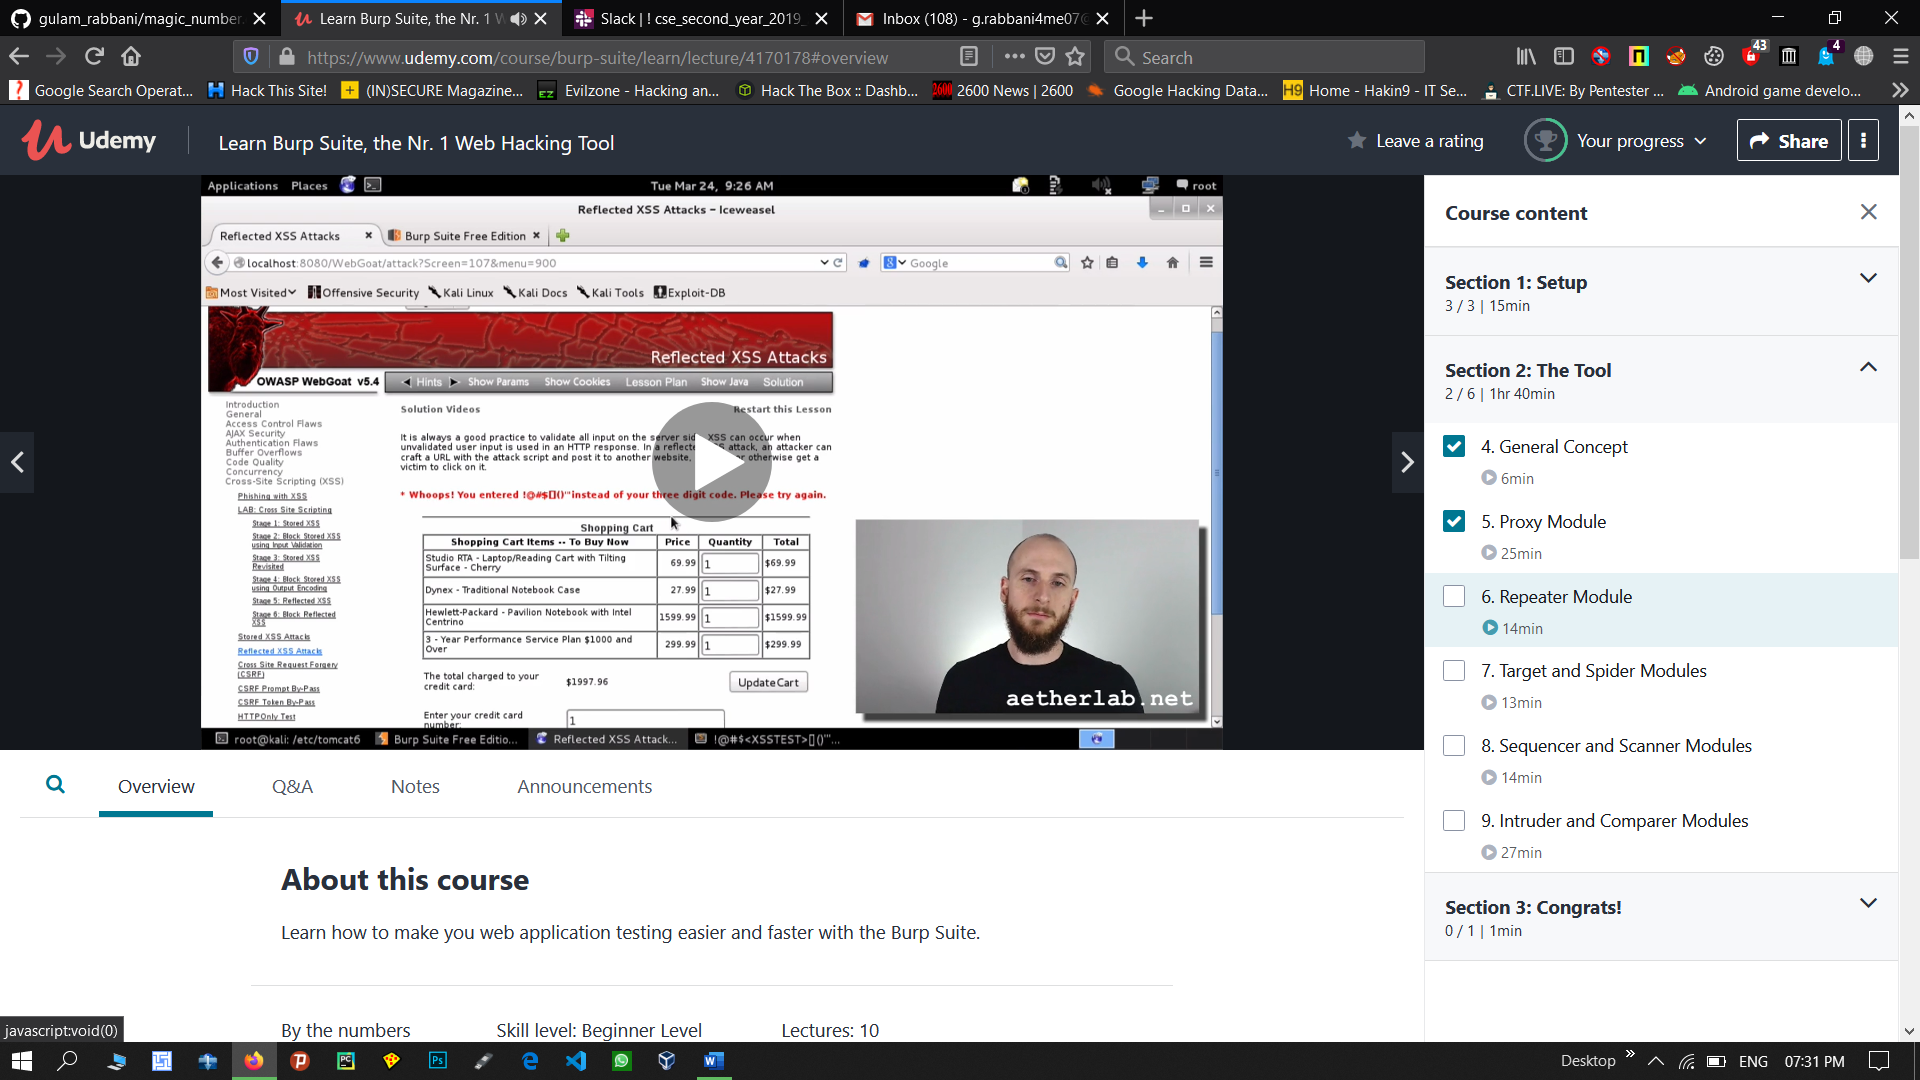 gulam_rabbani/magic_number.
Learn Burp Suite, the Nr. 1 W
Slack | ! cse_second_year_2019_
Inbox (108) - g.rabbani4me07@
https://www.udemy.com/course/burp-suite/learn/lecture/4170178#overview
Search
43
4
Google Search Operat...
Hack This Site!
(IN)SECURE Magazine...
Evilzone - Hacking an...
Hack The Box :: Dashb...
2600 News | 2600
Google Hacking Data...
Home - Hakin9 - IT Se...
CTF.LIVE: By Pentester ...
Android game develo...
Udemy
Learn Burp Suite, the Nr. 1 Web Hacking Tool
Leave a rating
Your progress
Share
Applications Places
Tue Mar 24, 9:26 AM
root
Reflected XSS Attacks - Iceweasel
Reflected XSS Attacks
Burp Suite Free Edition
localhost:8080/WebGoat/attack?Screen=107&menu=900
Google
Most Visited
Offensive Security
Kali Linux
Kali Docs
Kali Tools
Exploit-DB
Reflected XSS Attacks
OWASP WebGoat v5.4
Hints
Show Params
Show Cookies
Lesson Plan
Show Java
Solution
Introduction
General
Access Control Flaws
AJAX Security
Authentication Flaws
Buffer Overflows
Code Quality
Concurrency
Cross-Site Scripting (XSS)
Phishing with XSS
LAB: Cross Site Scripting
Stage 1: Stored XSS
Stage 2: Block Stored XSS
using Input Validation
Stage 3: Stored XSS
Revisited
Stage 4: Block Stored XSS
using Output Encoding
Stage 5: Reflected XSS
Stage 6: Block Reflected
XSS
Stored XSS Attacks
Reflected XSS Attacks
Cross Site Request Forgery
(CSRF)
CSRF Prompt By-Pass
CSRF Token By-Pass
HTTPOnly Test
Solution Videos
Restart this Lesson
It is always a good practice to validate all input on the server sid XSS can occur when
unvalidated user input is used in an HTTP response. In a reflecte attack, an attacker can
craft a URL with the attack script and post it to another website, r otherwise get a
victim to click on it.
* Whoops! You entered !@#$[]()'"instead of your three digit code. Please try again.
Shopping Cart
Shopping Cart Items -- To Buy Now Price Quantity Total
Studio RTA - Laptop/Reading Cart with Tilting
Surface - Cherry 69.99 1 $69.99
Dynex - Traditional Notebook Case 27.99 1 $27.99
Hewlett-Packard - Pavilion Notebook with Intel
Centrino 1599.99 1 $1599.99
3 - Year Performance Service Plan $1000 and
Over 299.99 1 $299.99
The total charged to your
credit card: $1997.96
UpdateCart
Enter your credit card
number: 1
aetherlab.net
root@kali: /etc/tomcat6
Burp Suite Free Editio...
Reflected XSS Attack...
!@#$<XSSTEST>[]()'"...
Course content
Section 1: Setup
3 / 3 | 15min
Section 2: The Tool
2 / 6 | 1hr 40min
4. General Concept
6min
5. Proxy Module
25min
6. Repeater Module
14min
7. Target and Spider Modules
13min
8. Sequencer and Scanner Modules
14min
9. Intruder and Comparer Modules
27min
Section 3: Congrats!
0 / 1 | 1min
Overview
Q&A
Notes
Announcements
About this course
Learn how to make you web application testing easier and faster with the Burp Suite.
By the numbers
Skill level: Beginner Level
Lectures: 10
javascript:void(0)
Desktop
ENG
07:31 PM